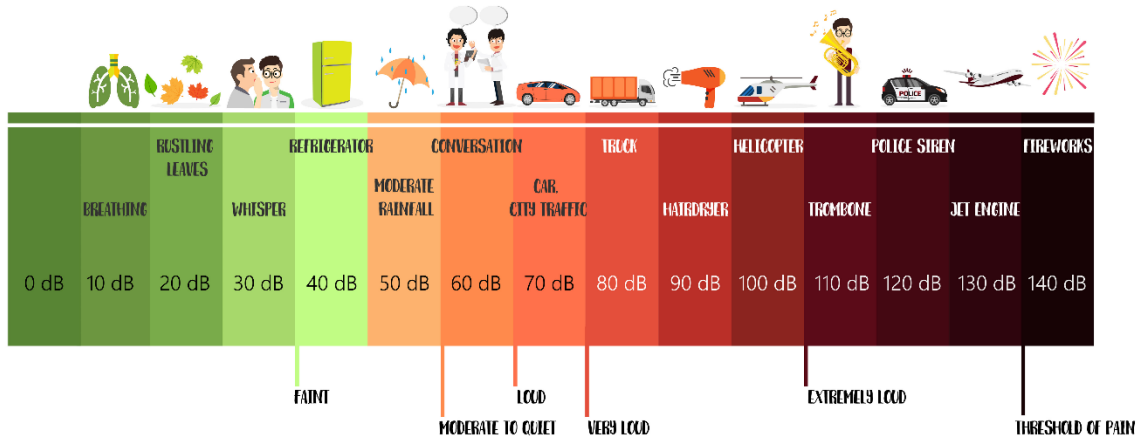 POLICE
RUSTLING
LEAVES
REFRIGERATOR
CONVERSATION
TRUCK
HELICOPTER
POLICE SIREN
FIREWORKS
BREATHING
WHISPER
MODERATE
RAINFALL
CAR,
CITY TRAFFIC
HAIRDRYER
TROMBONE
JET ENGINE
0 dB
10 dB
20 dB
30 dB
40 dB
50 dB
60 dB
70 dB
80 dB
90 dB
100 dB
110 dB
120 dB
130 dB
140 dB
FAINT
LOUD
EXTREMELY LOUD
MODERATE TO QUIET
VERY LOUD
THRESHOLD OF PAIN